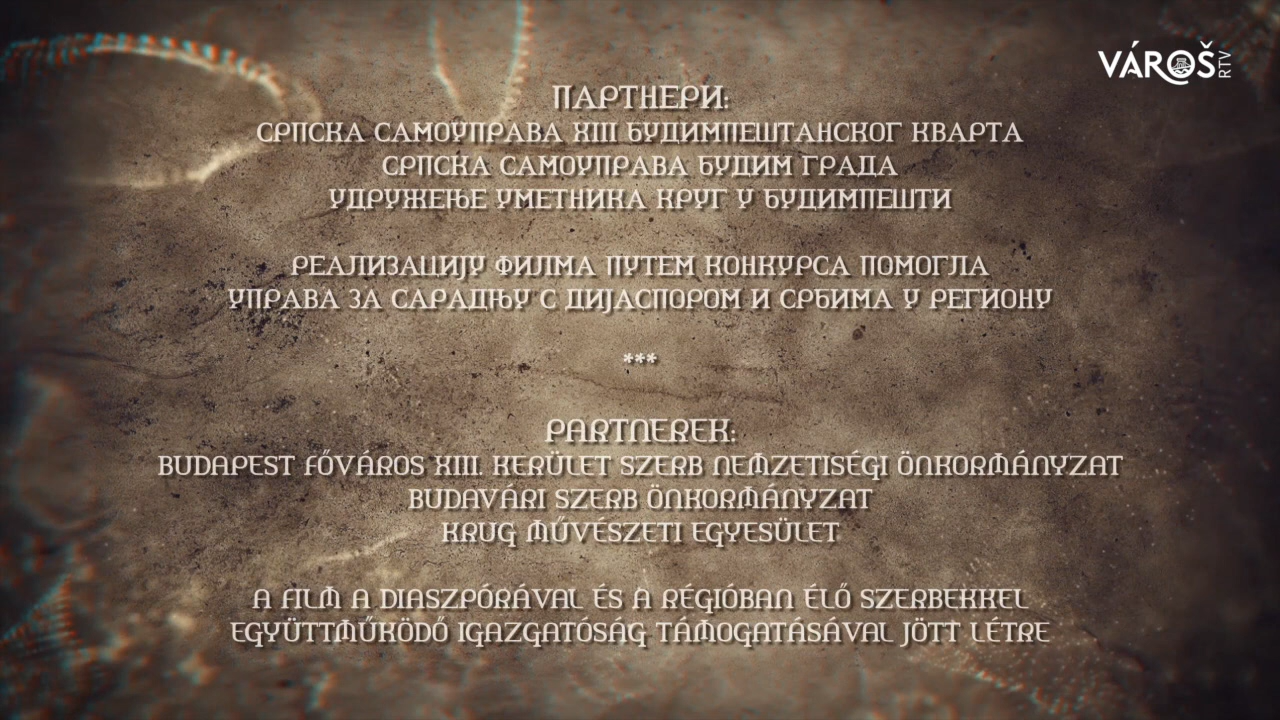 VÁROŠ RTV
ПАРТНЕРИ:
СРПСКА САМОУПРАВА XIII БУДИМПЕШТАНСКОГ КВАРТА
СРПСКА САМОУПРАВА БУДИМ ГРАДА
УДРУЖЕЊЕ УМЕТНИКА КРУГ У БУДИМПЕШТИ
РЕАЛИЗАЦИЈУ ФИЛМА ПУТЕМ КОНКУРСА ПОМОГЛА
УПРАВА ЗА САРАДЊУ С ДИЈАСПОРОМ И СРБИМА У РЕГИОНУ
***
PARTNEREK:
BUDAPEST FŐVÁROS XIII. KERÜLET SZERB NEMZETISÉGI ÖNKORMÁNYZAT
BUDAVÁRI SZERB ÖNKORMÁNYZAT
KRUG MŰVÉSZETI EGYESÜLET
A FILM A DIASZPÓRÁVAL ÉS A RÉGIÓBAN ÉLŐ SZERBEKKEL
EGYÜTTMŰKÖDŐ IGAZGATÓSÁG TÁMOGATÁSÁVAL JÖTT LÉTRE